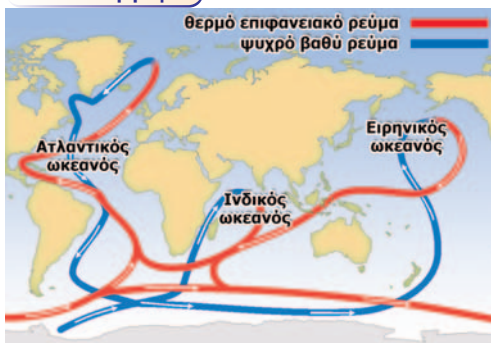 θερμό επιφανειακό ρεύμα
ψυχρό βαθύ ρεύμα
Ατλαντικός
ωκεανός
Ειρηνικός
ωκεανός
Ινδικός
ωκεανός